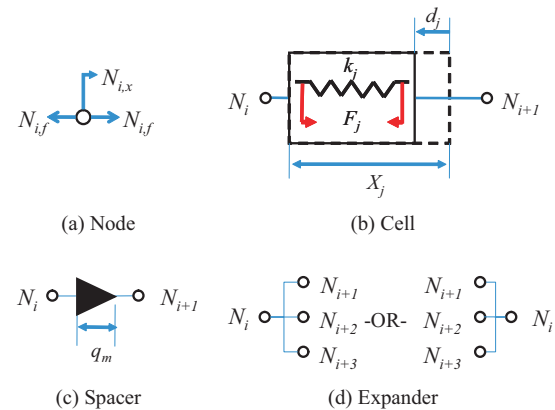 N_{i,x}
N_{i,f} N_{i,f}
(a) Node
d_j
k_j
N_i N_{i+1}
F_j
X_j
(b) Cell
N_i N_{i+1}
q_m
(c) Spacer
N_{i+1} N_{i+1}
N_i N_{i+2} -OR- N_{i+2} N_i
N_{i+3} N_{i+3}
(d) Expander